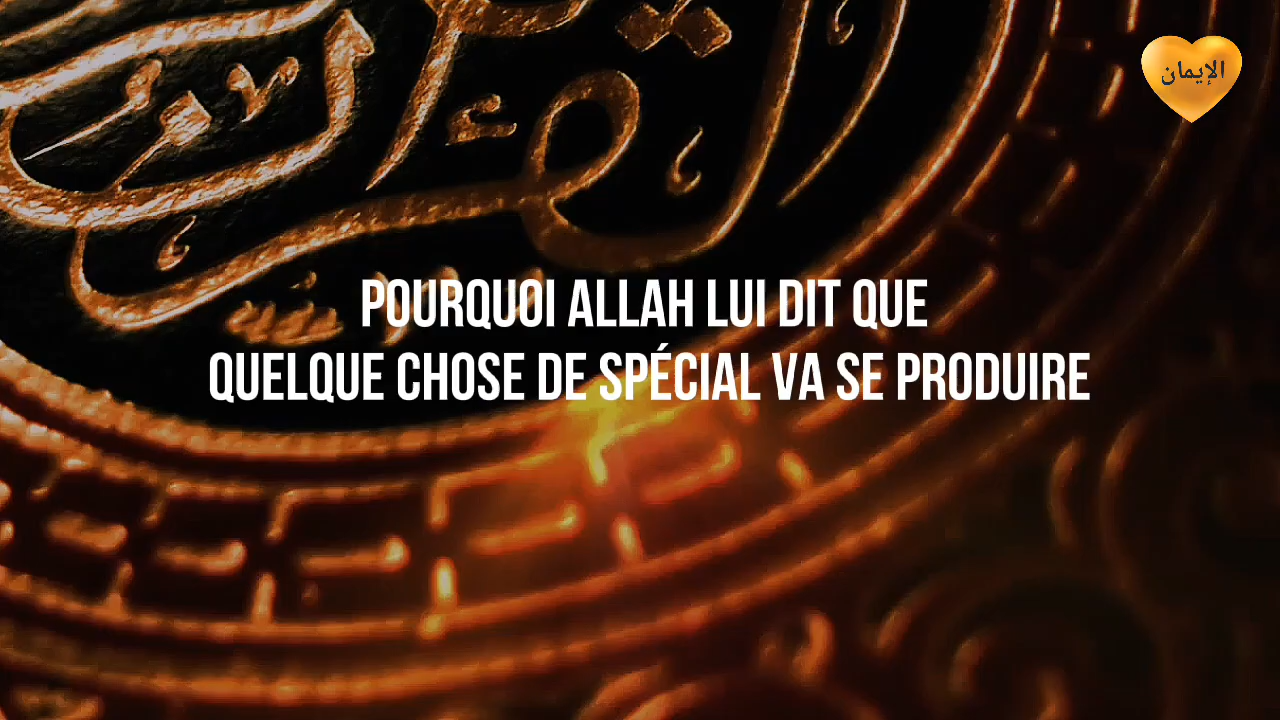 الإيمان
POURQUOI ALLAH LUI DIT QUE
QUELQUE CHOSE DE SPÉCIAL VA SE PRODUIRE